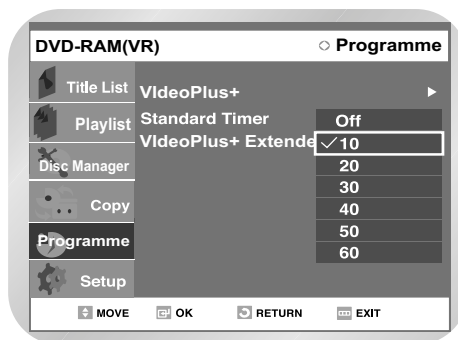 DVD-RAM(VR) Programme
Title List
Playlist
Disc Manager
Copy
Programme
Setup
VIdeoPlus+
Standard Timer
VIdeoPlus+ Extende
Off
10
20
30
40
50
60
MOVE OK RETURN EXIT